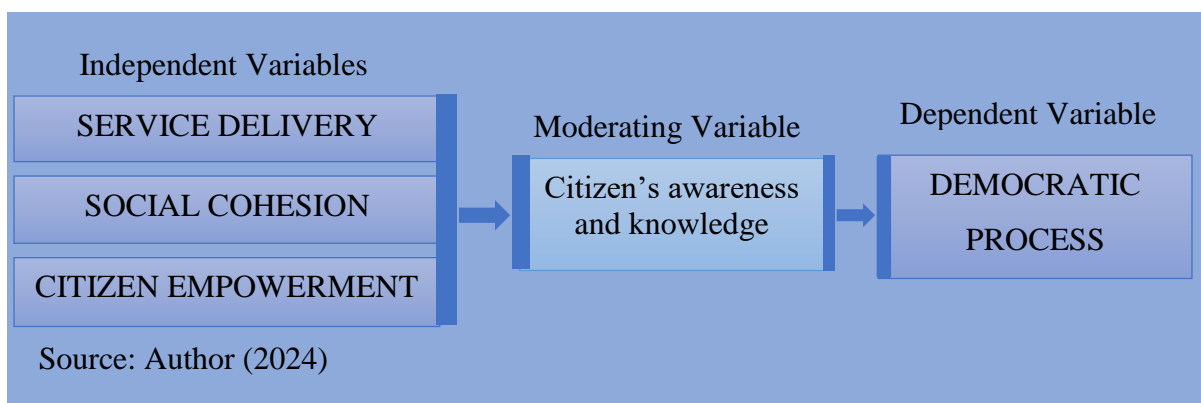 Independent Variables
SERVICE DELIVERY
SOCIAL COHESION
CITIZEN EMPOWERMENT
Source: Author (2024)
Moderating Variable
Citizen’s awareness
and knowledge
Dependent Variable
DEMOCRATIC
PROCESS